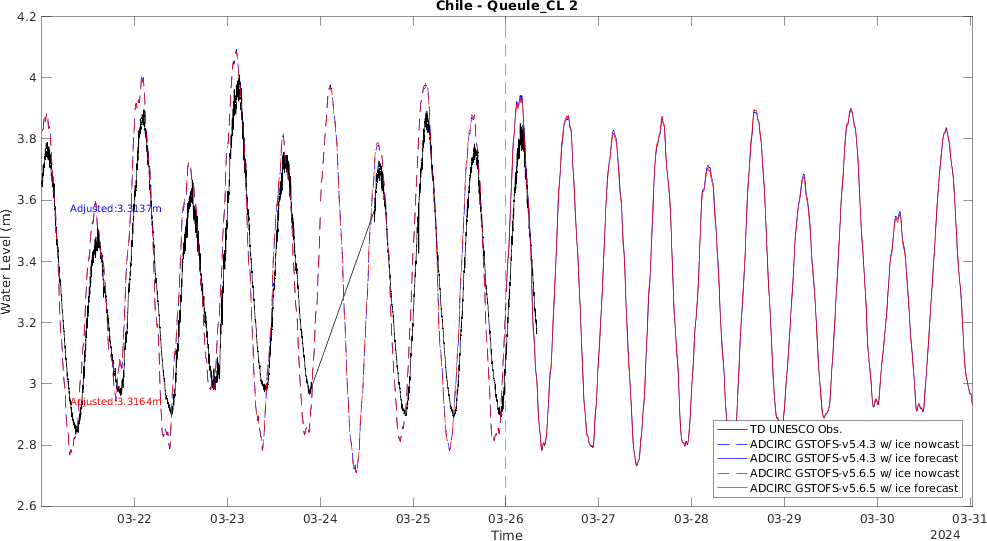 Chile - Queule_CL 2
Water Level (m)
4.2
4
3.8
3.6
3.4
3.2
3
2.8
2.6
Adjusted:3.3137m
Adjusted:3.3164m
TD UNESCO Obs.
ADCIRC GSTOFS-v5.4.3 w/ ice nowcast
ADCIRC GSTOFS-v5.4.3 w/ ice forecast
ADCIRC GSTOFS-v5.6.5 w/ ice nowcast
ADCIRC GSTOFS-v5.6.5 w/ ice forecast
03-22 03-23 03-24 03-25 03-26 03-27 03-28 03-29 03-30 03-31
Time
2024